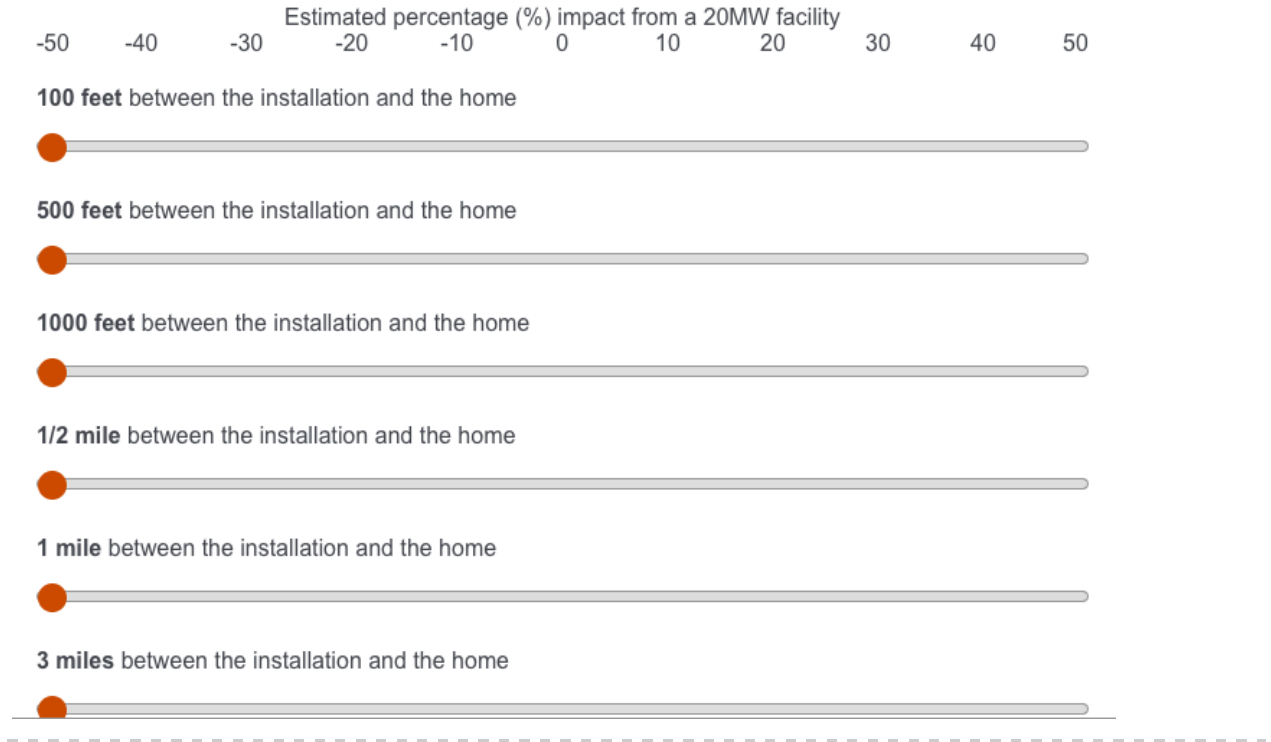 Estimated percentage (%) impact from a 20MW facility
-50 -40 -30 -20 -10 0 10 20 30 40 50
100 feet between the installation and the home
500 feet between the installation and the home
1000 feet between the installation and the home
1/2 mile between the installation and the home
1 mile between the installation and the home
3 miles between the installation and the home